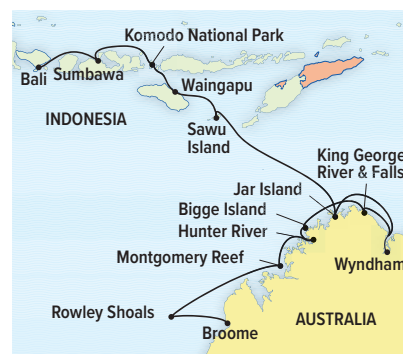 Komodo National Park
Bali
Sumbawa
Waingapu
INDONESIA
Sawu
Island
King George
River & Falls
Jar Island
Bigge Island
Hunter River
Montgomery Reef
Wyndham
Rowley Shoals
Broome
AUSTRALIA